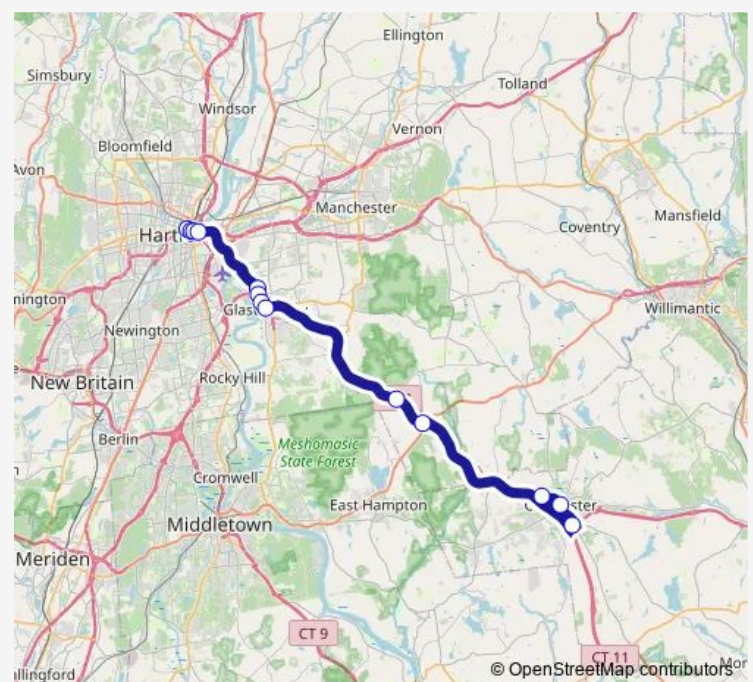 Ellington
Simsbury
Tolland
Windsor
Vernon
Bloomfield
Avon
Manchester
Mansfield
Coventry
Hart
Glas
Willimantic
Newington
Rocky Hill
New Britain
Berlin
Meshomasic
State Forest
Cromwell
East Hampton
Middletown
Meriden
CT 9
CT 11
© OpenStreetMap contributors